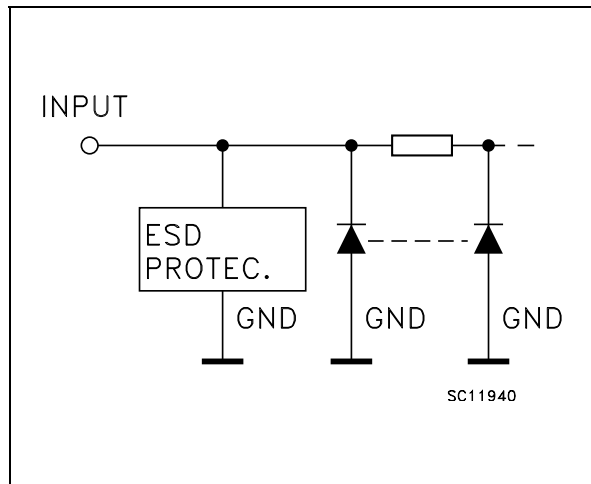 INPUT
ESD
PROTEC.
GND
GND
GND
SC11940